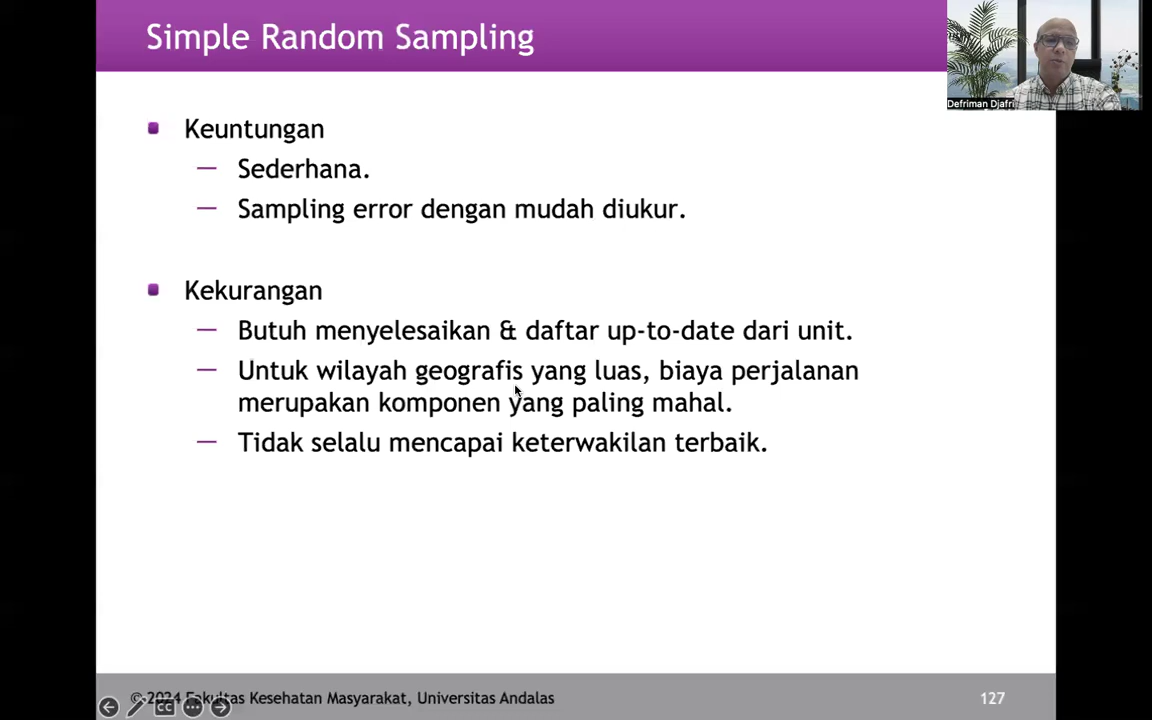 Simple Random Sampling
Defriman Djafri
Keuntungan
— Sederhana.
— Sampling error dengan mudah diukur.
Kekurangan
— Butuh menyelesaikan & daftar up-to-date dari unit.
— Untuk wilayah geografis yang luas, biaya perjalanan
merupakan komponen yang paling mahal.
— Tidak selalu mencapai keterwakilan terbaik.
© 2024 Fakultas Kesehatan Masyarakat, Universitas Andalas
127
CC